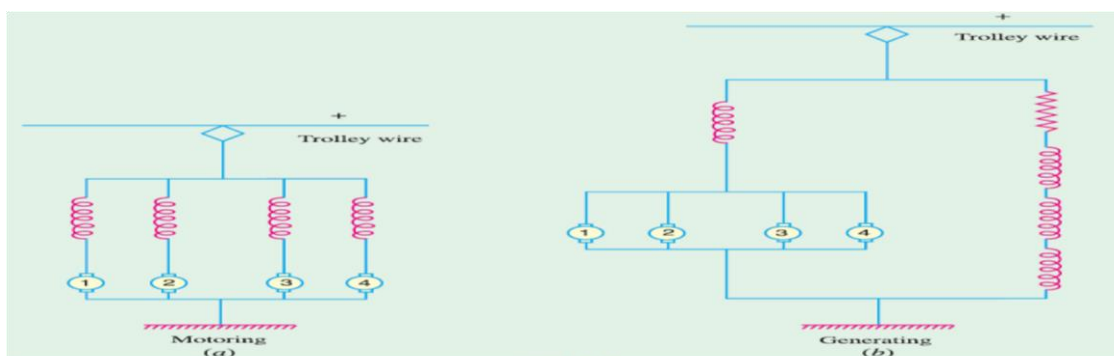 +
Trolley wire
1 2 3 4
Motoring
(a)
+
Trolley wire
1 2 3 4
Generating
(b)